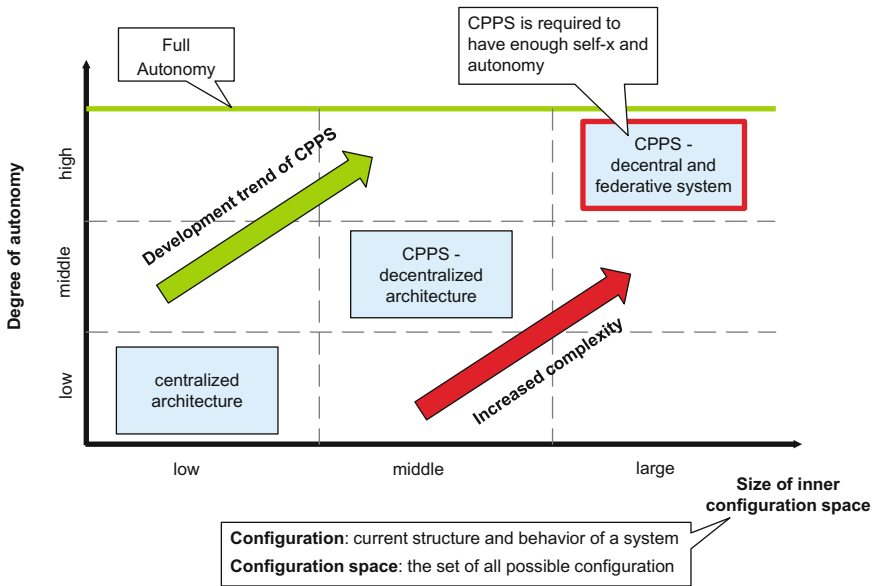 Full
Autonomy
CPPS is required to
have enough self-x and
autonomy
Degree of autonomy
high
middle
low
Development trend of CPPS
CPPS -
decentral and
federative system
CPPS -
decentralized
architecture
centralized
architecture
Increased complexity
low
middle
large
Size of inner
configuration space
Configuration: current structure and behavior of a system
Configuration space: the set of all possible configuration